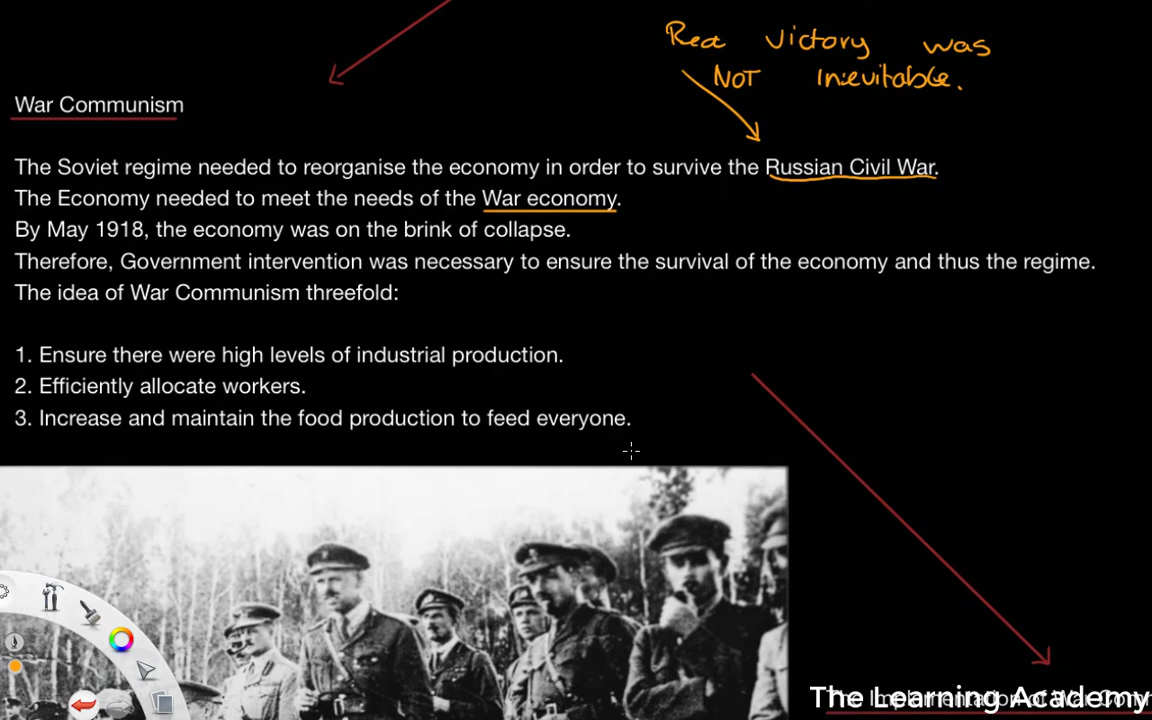 Red victory was
NOT Inevitable.
War Communism
The Soviet regime needed to reorganise the economy in order to survive the Russian Civil War.
The Economy needed to meet the needs of the War economy.
By May 1918, the economy was on the brink of collapse.
Therefore, Government intervention was necessary to ensure the survival of the economy and thus the regime.
The idea of War Communism threefold:
1. Ensure there were high levels of industrial production.
2. Efficiently allocate workers.
3. Increase and maintain the food production to feed everyone.
The Learning Academy